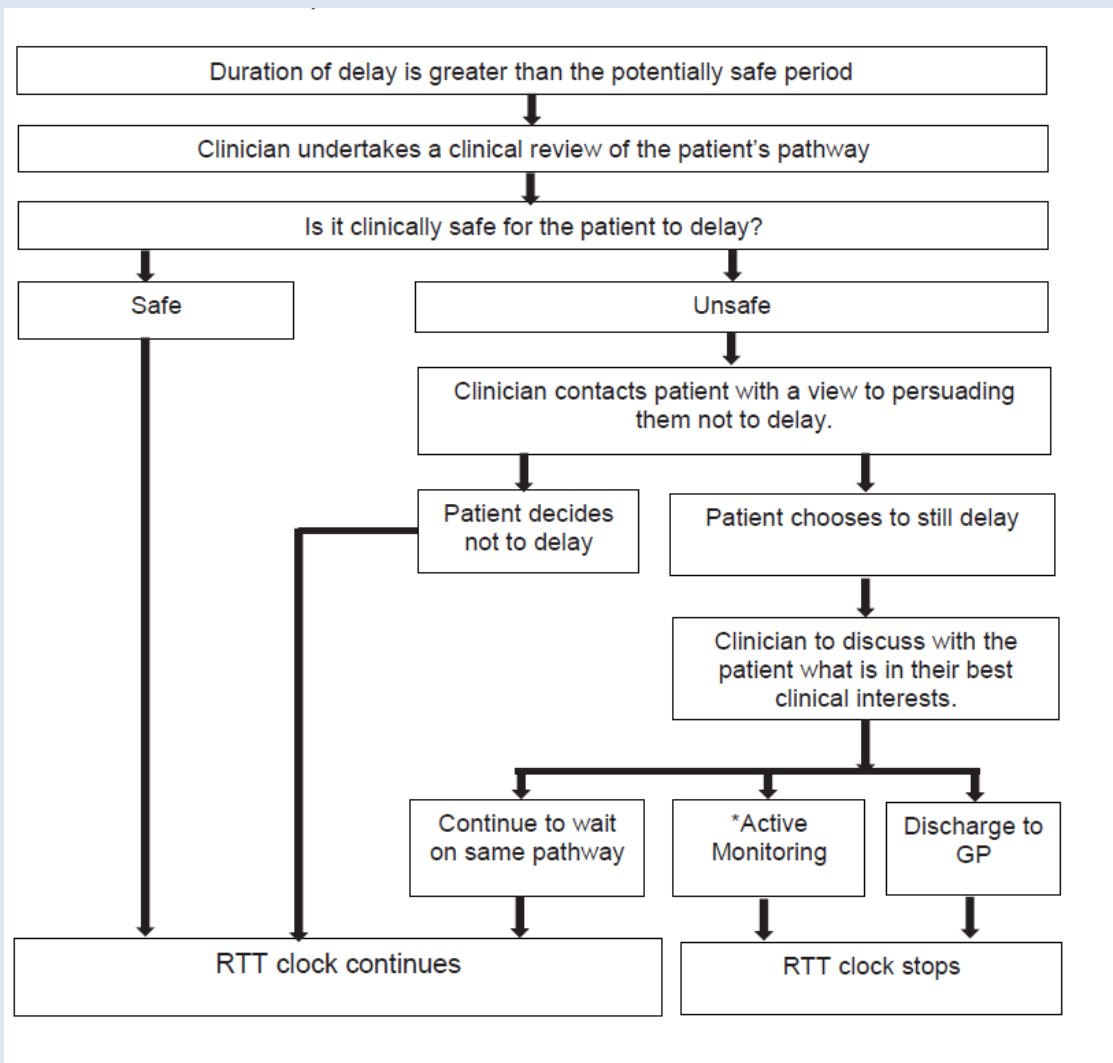 Duration of delay is greater than the potentially safe period
Clinician undertakes a clinical review of the patient's pathway
Is it clinically safe for the patient to delay?
Safe
Unsafe
Clinician contacts patient with a view to persuading
them not to delay.
Patient decides
not to delay
Patient chooses to still delay
Clinician to discuss with the
patient what is in their best
clinical interests.
Continue to wait
on same pathway
*Active
Monitoring
Discharge to
GP
RTT clock continues
RTT clock stops